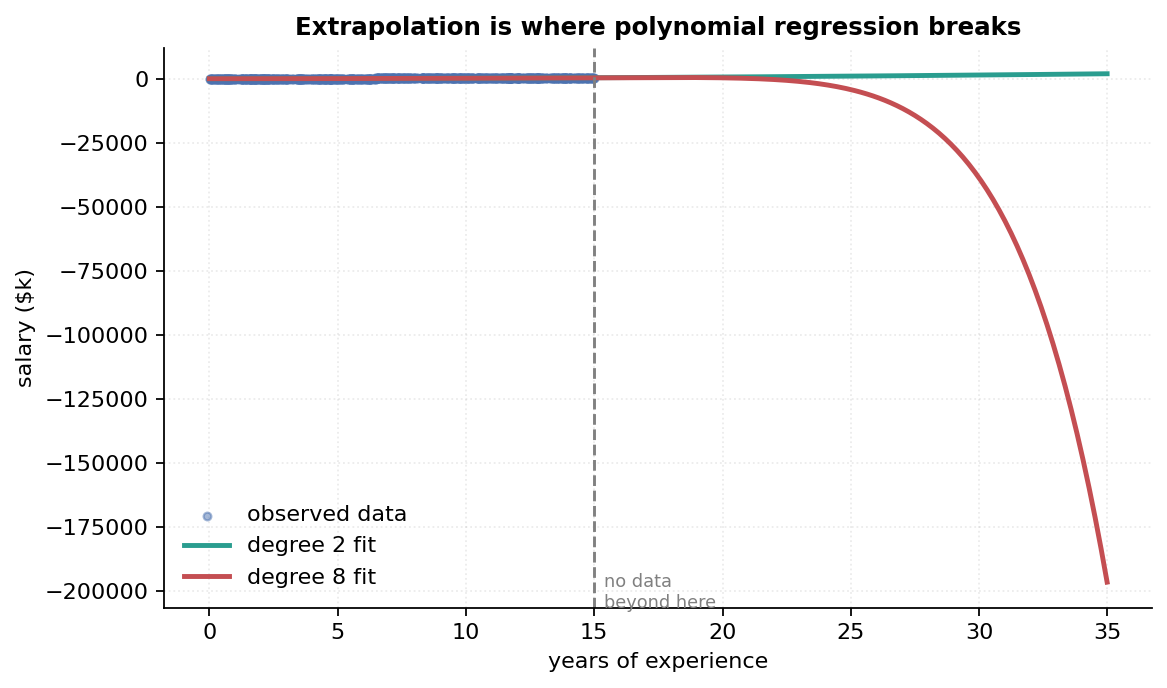 Extrapolation is where polynomial regression breaks
salary ($k)
0
−25000
−50000
−75000
−100000
−125000
−150000
−175000
−200000
observed data
degree 2 fit
degree 8 fit
no data
beyond here
0 5 10 15 20 25 30 35
years of experience